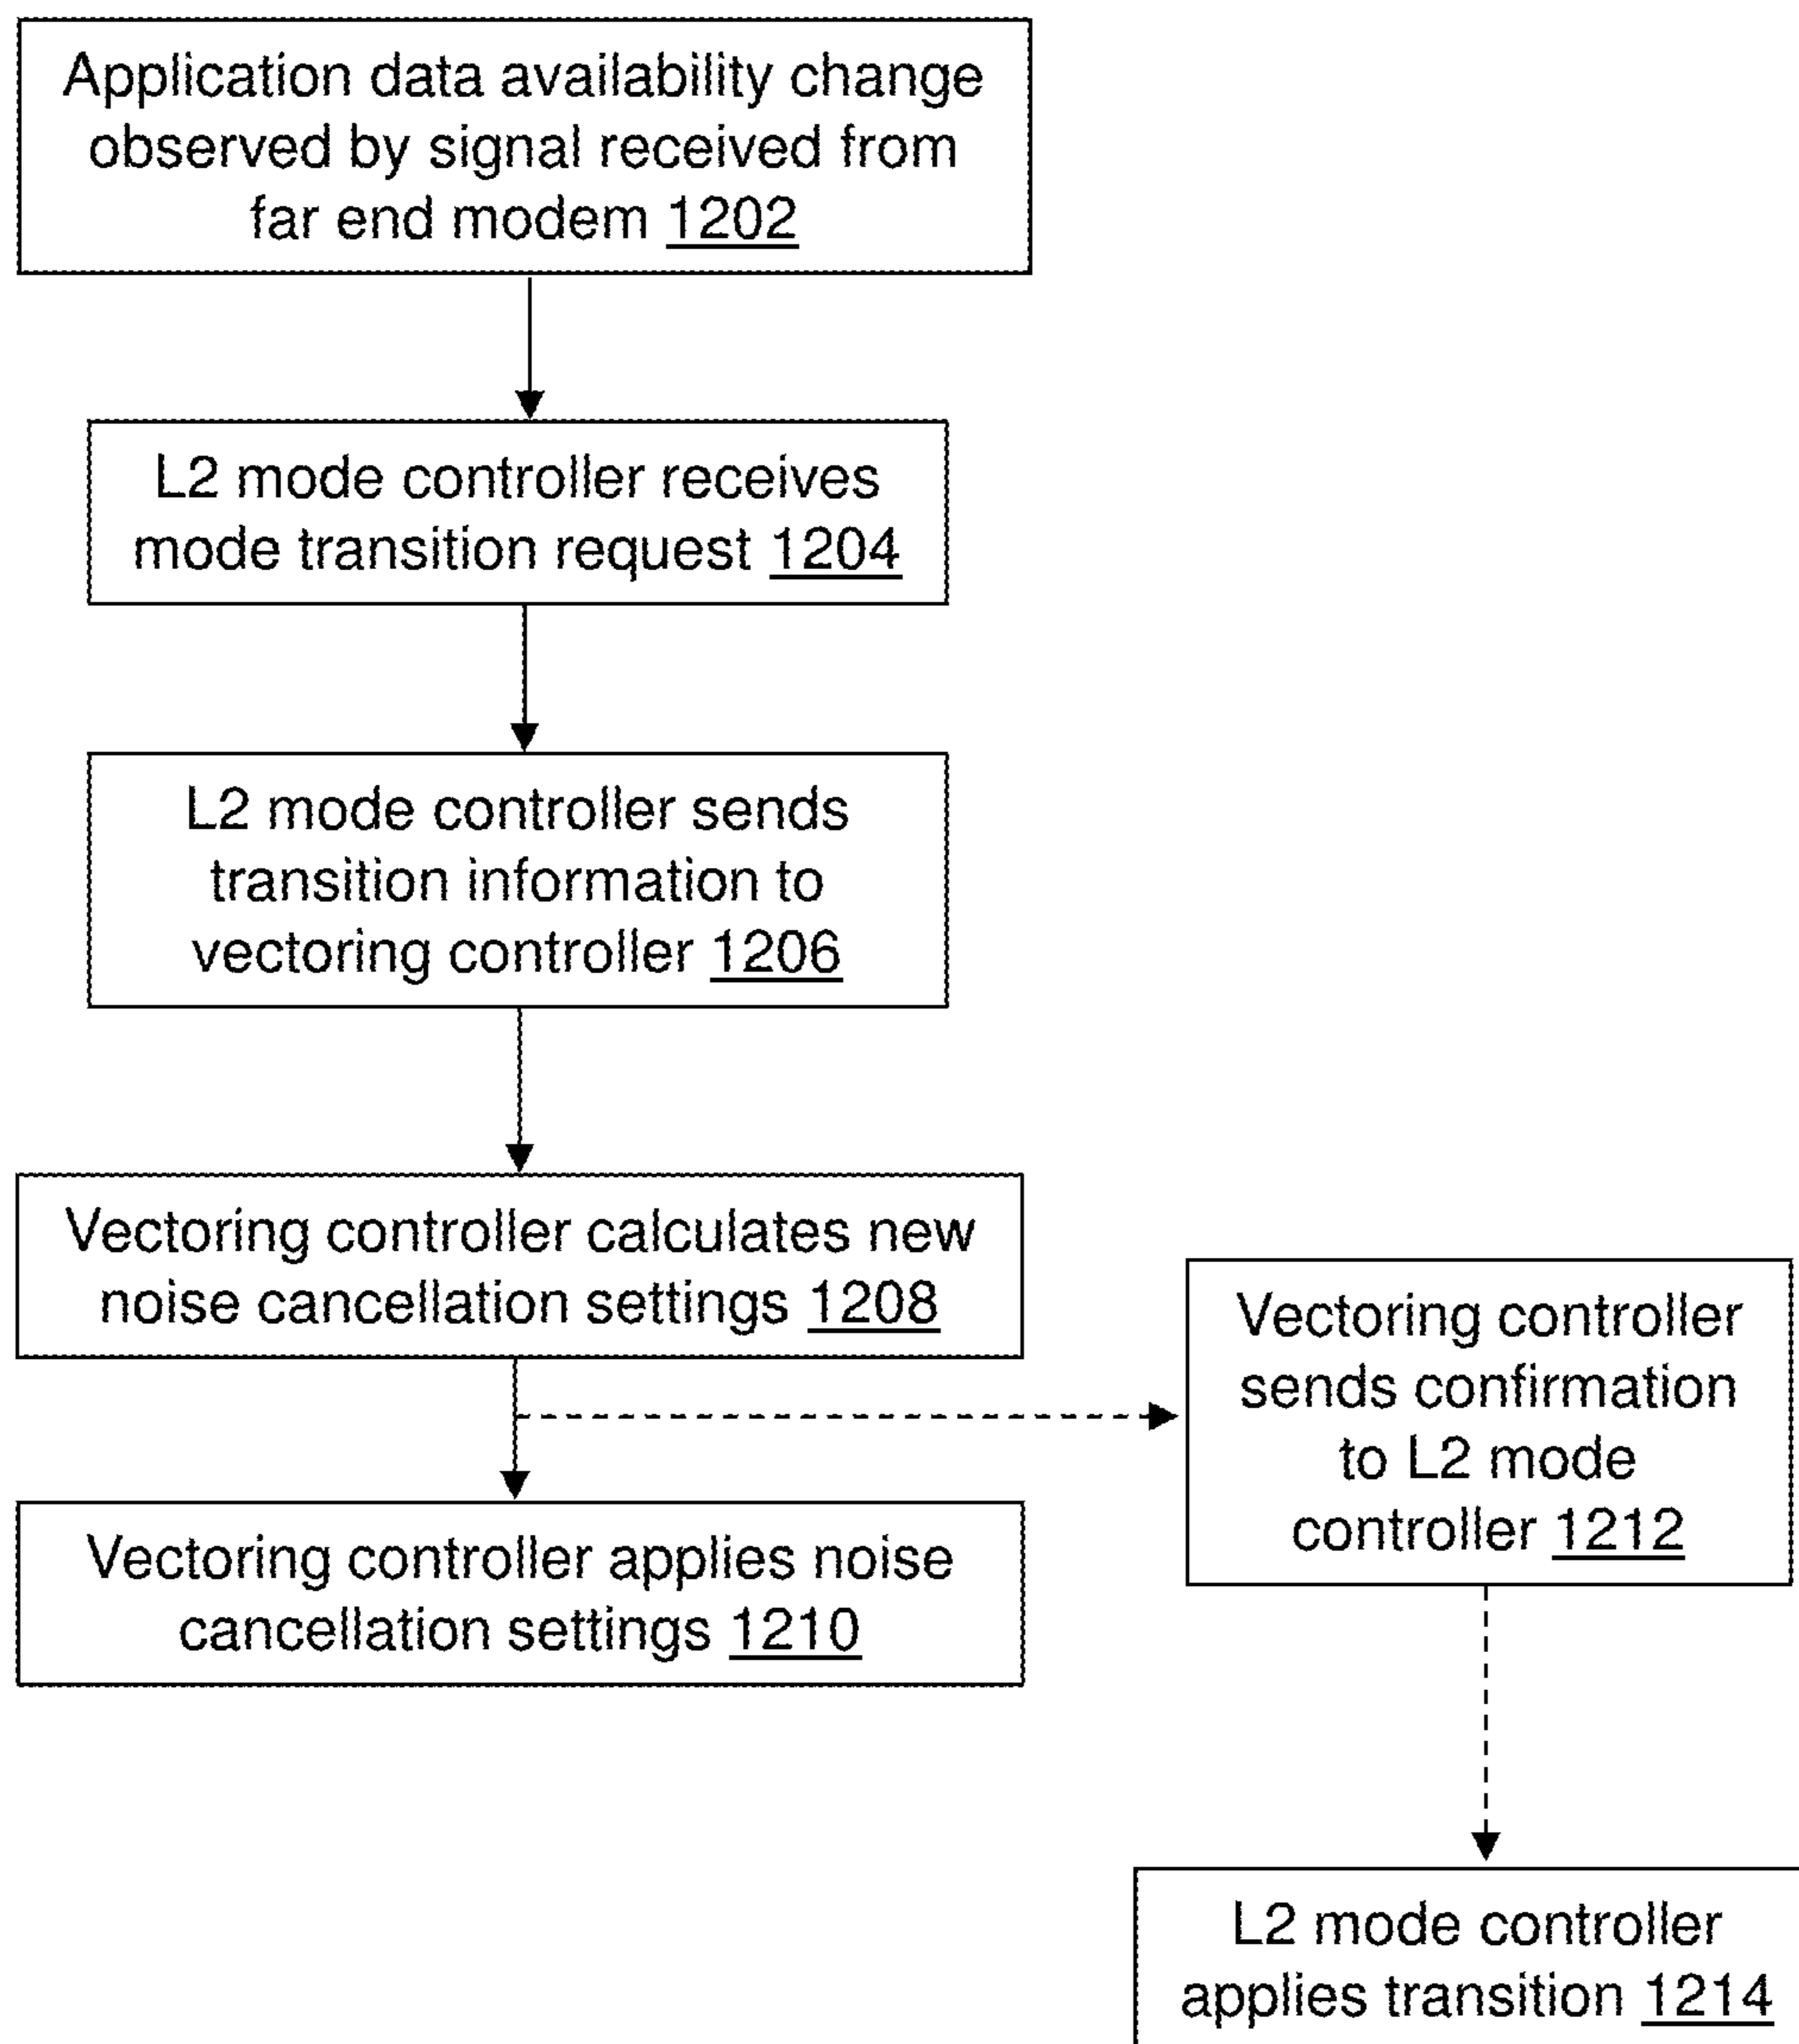 Application data availability change
observed by signal received from
far end modem 1202
L2 mode controller receives
mode transition request 1204
L2 mode controller sends
transition information to
vectoring controller 1206
Vectoring controller calculates new
noise cancellation settings 1208
Vectoring controller
sends confirmation
to L2 mode
controller 1212
Vectoring controller applies noise
cancellation settings 1210
L2 mode controller
applies transition 1214